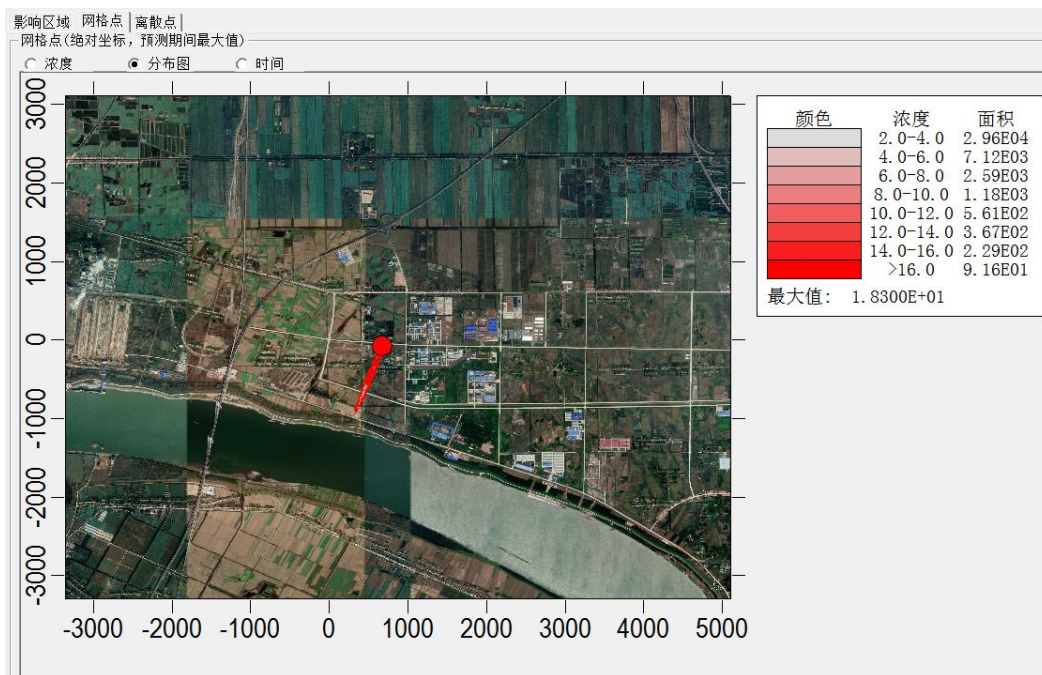 影响区域 网格点 离散点
网格点(绝对坐标，预测期间最大值)
浓度 分布图 时间
3000
2000
1000
0
-1000
-2000
-3000
-3000 -2000 -1000 0 1000 2000 3000 4000 5000
颜色 浓度 面积
2.0-4.0 2.96E04
4.0-6.0 7.12E03
6.0-8.0 2.59E03
8.0-10.0 1.18E03
10.0-12.0 5.61E02
12.0-14.0 3.67E02
14.0-16.0 2.29E02
>16.0 9.16E01
最大值: 1.8300E+01